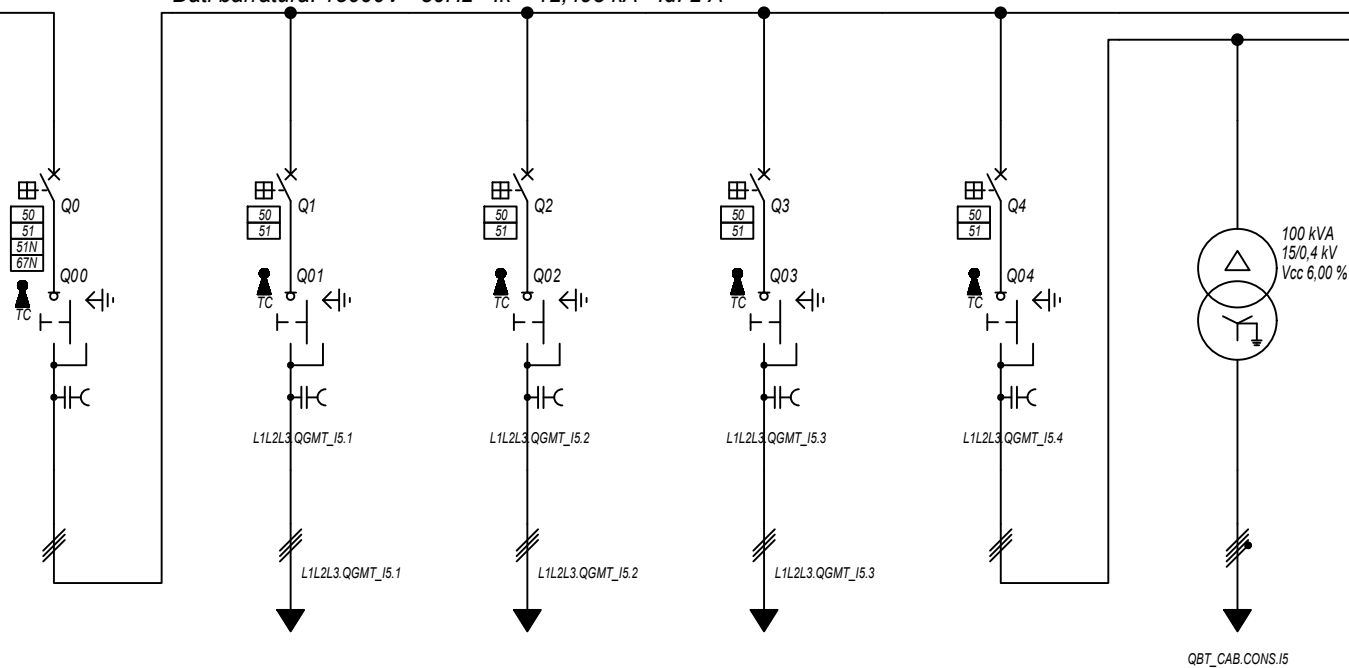 Q0
50
51
51N
67N
Q00
TC
Q1
50
51
Q01
TC
L1L2L3.QGMT_I5.1
L1L2L3.QGMT_I5.1
Q2
50
51
Q02
TC
L1L2L3.QGMT_I5.2
L1L2L3.QGMT_I5.2
Q3
50
51
Q03
TC
L1L2L3.QGMT_I5.3
L1L2L3.QGMT_I5.3
Q4
50
51
Q04
TC
L1L2L3.QGMT_I5.4
100 kVA
15/0,4 kV
Vcc 6,00 %
QBT_CAB.CONS.I5